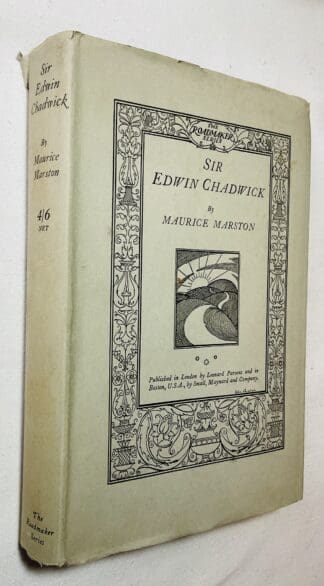 Sir
Edwin
Chadwick
By
Maurice
Marston
4/6
NET
The
Roadmaker
Series
THE
ROADMAKER
SERIES
SIR
EDWIN CHADWICK
By
MAURICE MARSTON
Published in London by Leonard Parsons and in
Boston, U.S.A., by Small, Maynard and Company.